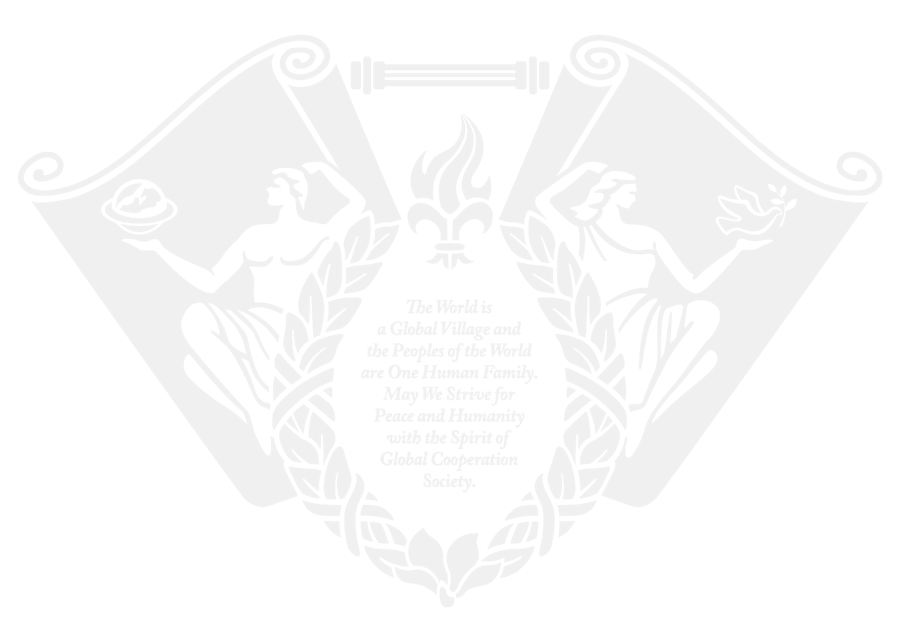 The World is
a Global Village and
the Peoples of the World
are One Human Family.
May We Strive for
Peace and Humanity
with the Spirit of
Global Cooperation
Society.